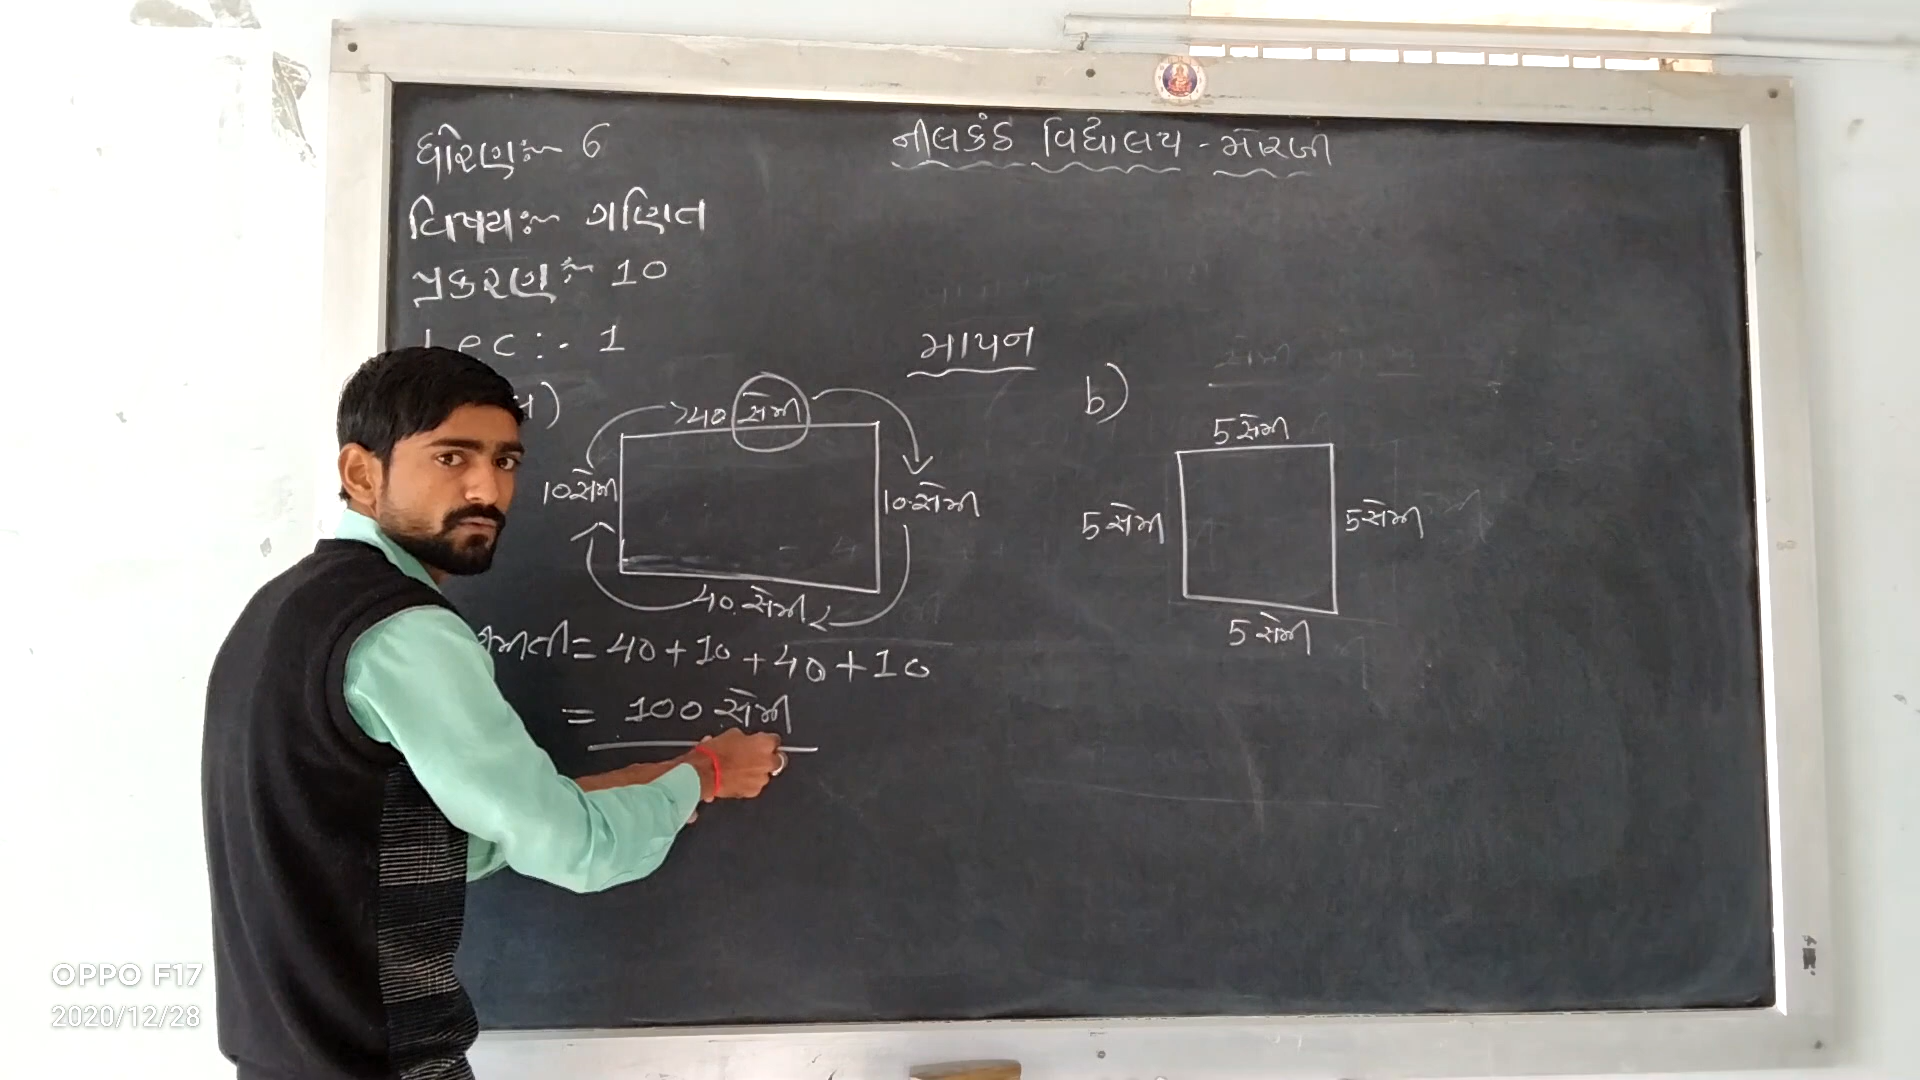 નીલકંઠ વિદ્યાલય - મોરબી
ધોરણ :- 6
વિષય :- ગણિત
પ્રકરણ :- 10
Lec :- 1
માપન
40 સેમી
10 સેમી
10 સેમી
40 સેમી
= 40 + 10 + 40 + 10
= 100 સેમી
b)
5 સેમી
5 સેમી
5 સેમી
5 સેમી
OPPO F17
2020/12/28